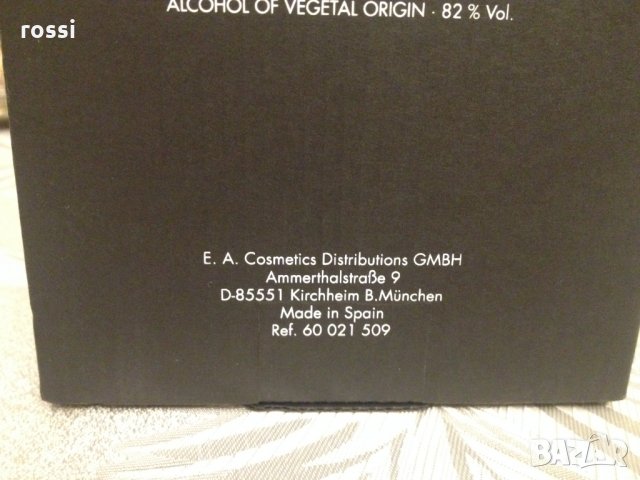 ALCOHOL OF VEGETAL ORIGIN · 82 % Vol.
rossi
E. A. Cosmetics Distributions GMBH
Ammerthalstraße 9
D-85551 Kirchheim B.München
Made in Spain
Ref. 60 021 509
BAZAR